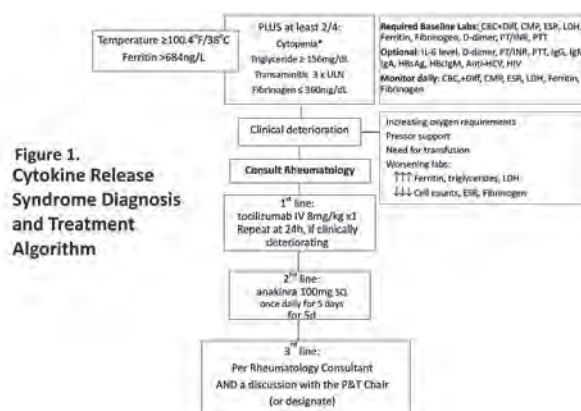 Temperature ≥100.4°F/38°C
Ferritin >684ng/L
PLUS at least 2/4:
Cytopenia*
Triglyceride ≥ 156mg/dL
Transaminitis 3 x ULN
Fibrinogen ≤ 360mg/dL
Required Baseline Labs: CBC+Diff, CMP, ESR, LDH,
Ferritin, Fibrinogen, D-dimer, PT/INR, PTT
Optional: IL-6 level, D-dimer, PT/INR, PTT, IgG, IgM
IgA, HBsAg, HBcIgM, Anti-HCV, HIV
Monitor daily: CBC,+Diff, CMP, ESR, LDH, Ferritin,
Fibrinogen
Clinical deterioration
Increasing oxygen requirements
Pressor support
Need for transfusion
Worsening labs:
↑↑↑ Ferritin, triglycerides, LDH
↓↓↓ Cell counts, ESR, Fibrinogen
Consult Rheumatology
Figure 1.
Cytokine Release
Syndrome Diagnosis
and Treatment
Algorithm
1st line:
tocilizumab IV 8mg/kg x1
Repeat at 24h, if clinically
deteriorating
2nd line:
anakinra 100mg SQ
once daily for 5 days
for 5d
3rd line:
Per Rheumatology Consultant
AND a discussion with the P&T Chair
(or designate)